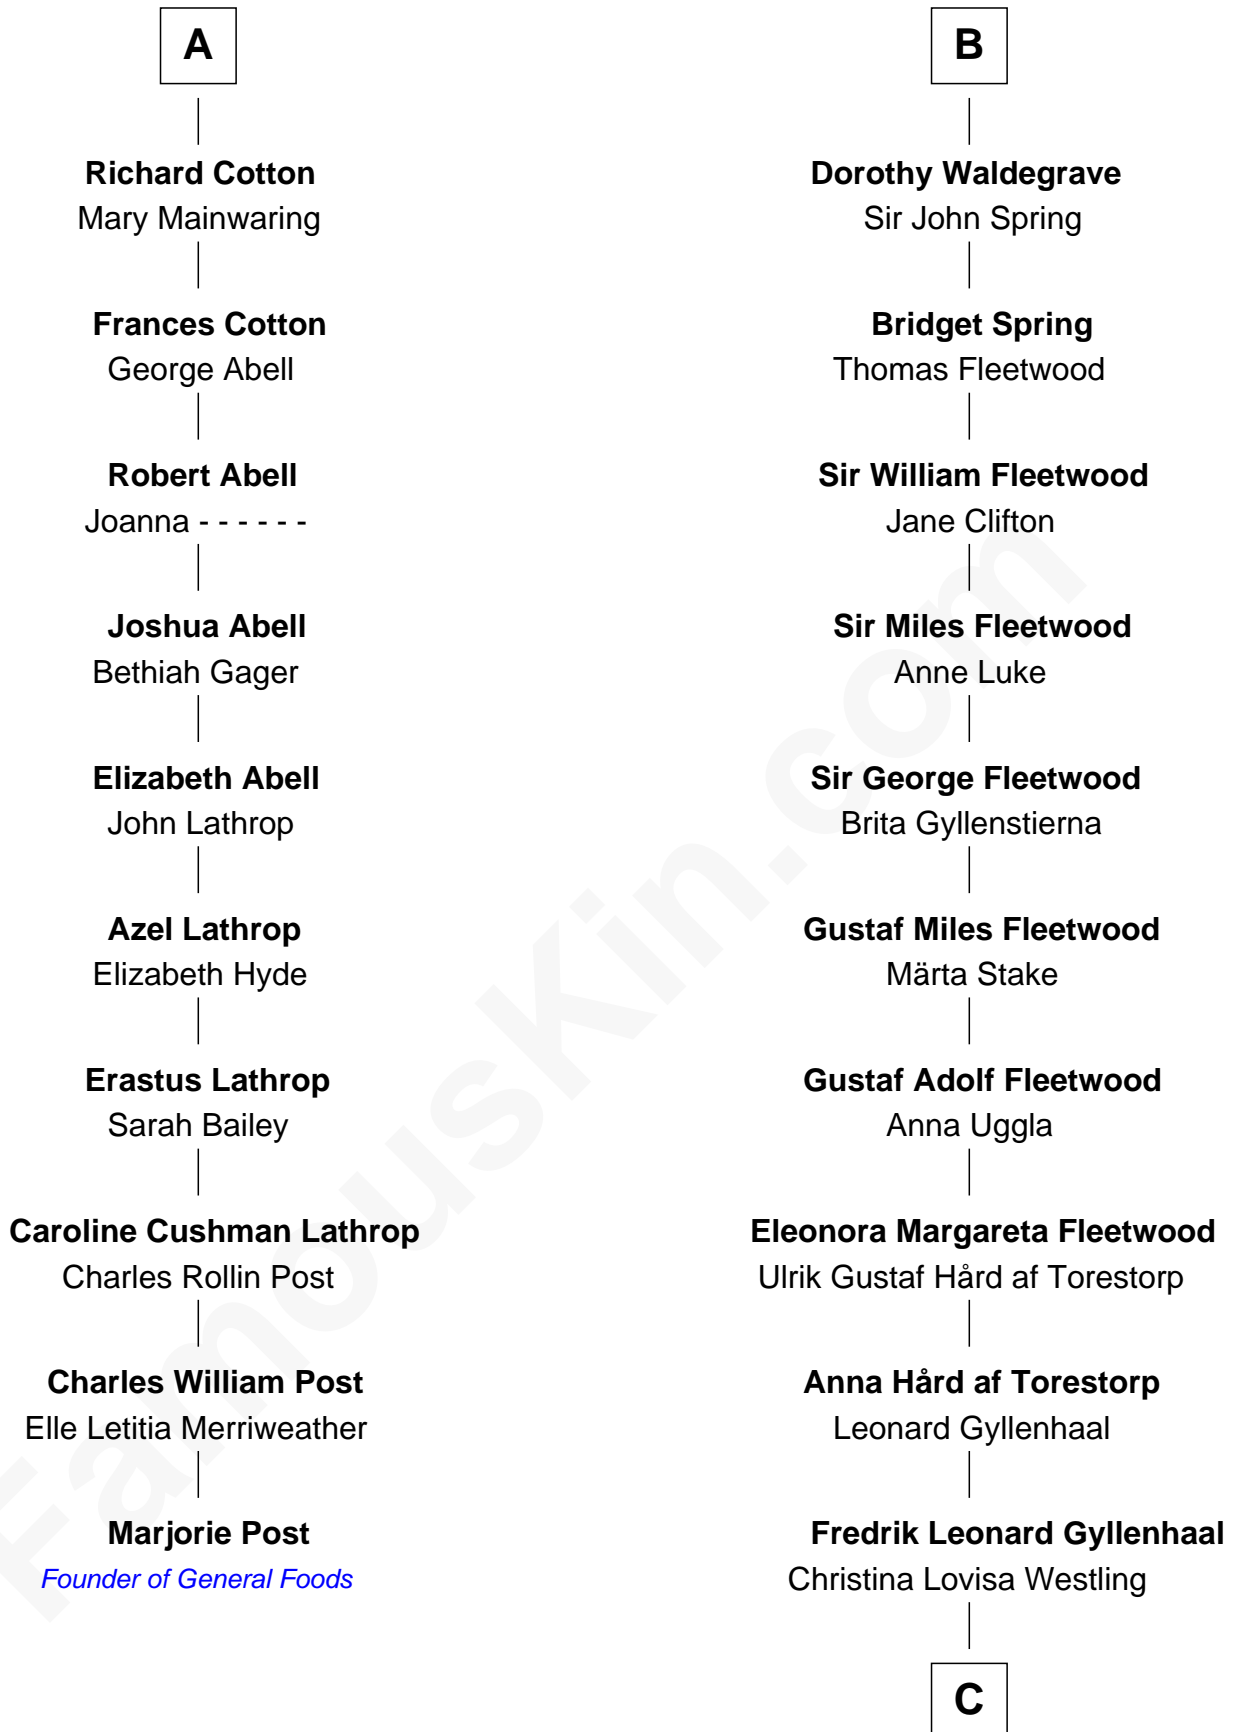 A
Richard Cotton
Mary Mainwaring
Frances Cotton
George Abell
Robert Abell
Joanna - - - - - -
Joshua Abell
Bethiah Gager
Elizabeth Abell
John Lathrop
Azel Lathrop
Elizabeth Hyde
Erastus Lathrop
Sarah Bailey
Caroline Cushman Lathrop
Charles Rollin Post
Charles William Post
Elle Letitia Merriweather
Marjorie Post
Founder of General Foods
B
Dorothy Waldegrave
Sir John Spring
Bridget Spring
Thomas Fleetwood
Sir William Fleetwood
Jane Clifton
Sir Miles Fleetwood
Anne Luke
Sir George Fleetwood
Brita Gyllenstierna
Gustaf Miles Fleetwood
Märta Stake
Gustaf Adolf Fleetwood
Anna Uggla
Eleonora Margareta Fleetwood
Ulrik Gustaf Hård af Torestorp
Anna Hård af Torestorp
Leonard Gyllenhaal
Fredrik Leonard Gyllenhaal
Christina Lovisa Westling
C
FamousKin.com